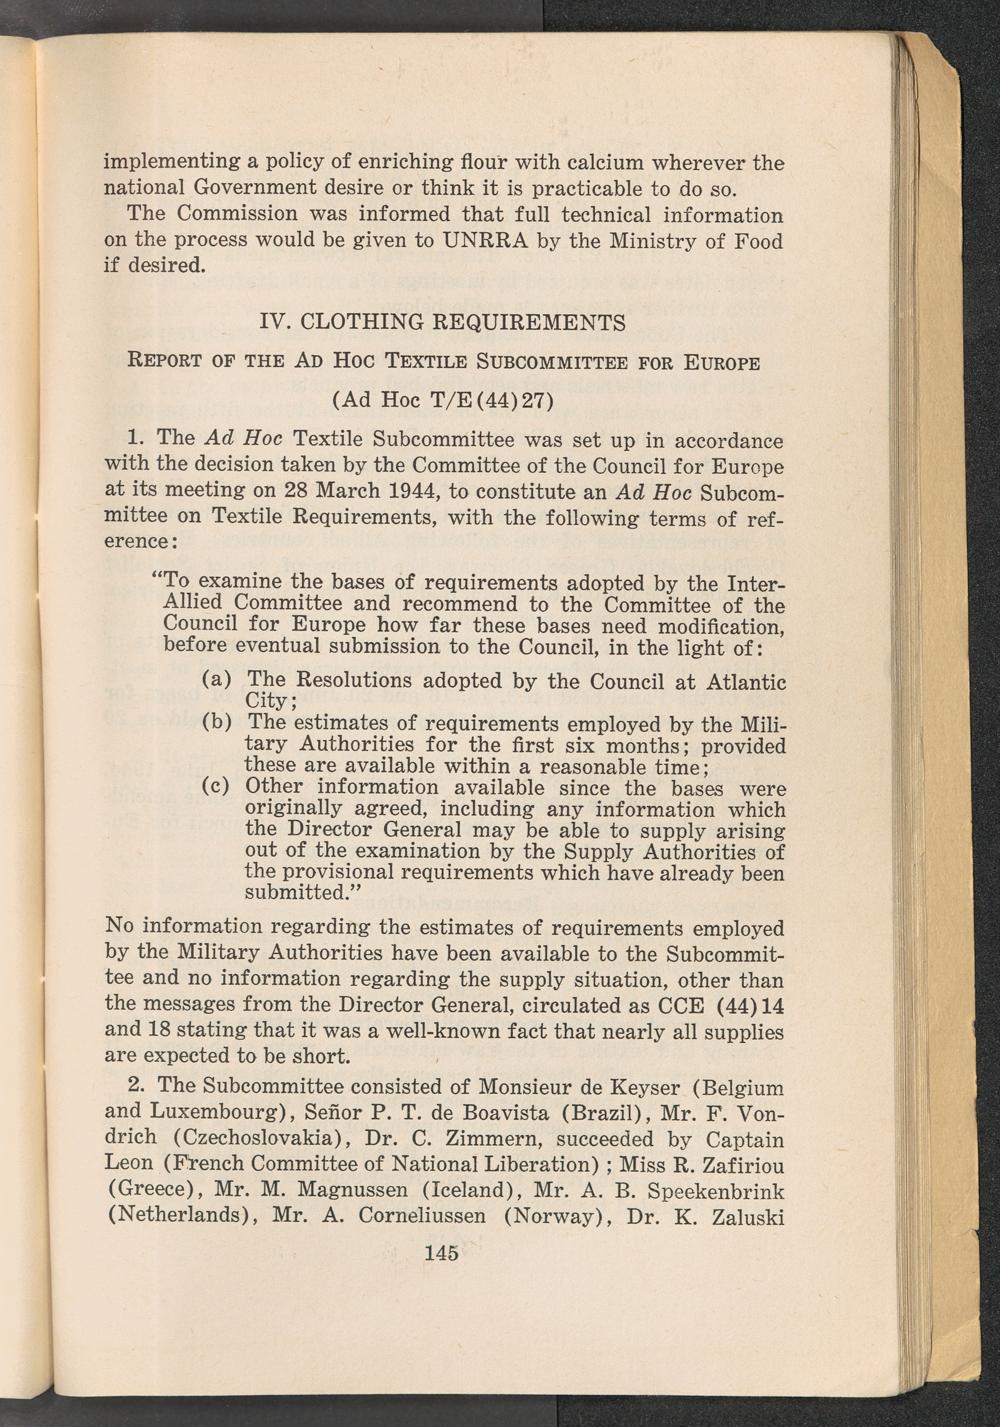 implementing a policy of enriching flour with calcium wherever the
national Government desire or think it is practicable to do so.
The Commission was informed that full technical information
on the process would be given to UNRRA by the Ministry of Food
if desired.
IV. CLOTHING REQUIREMENTS
REPORT OF THE AD HOC TEXTILE SUBCOMMITTEE FOR EUROPE
(Ad Hoc T/E (44) 27)
1. The Ad Hoc Textile Subcommittee was set up in accordance
with the decision taken by the Committee of the Council for Europe
at its meeting on 28 March 1944, to constitute an Ad Hoc Subcom-
mittee on Textile Requirements, with the following terms of ref-
erence:
“To examine the bases of requirements adopted by the Inter-
Allied Committee and recommend to the Committee of the
Council for Europe how far these bases need modification,
before eventual submission to the Council, in the light of:
(a) The Resolutions adopted by the Council at Atlantic
City;
(b) The estimates of requirements employed by the Mili-
tary Authorities for the first six months; provided
these are available within a reasonable time;
(c) Other information available since the bases were
originally agreed, including any information which
the Director General may be able to supply arising
out of the examination by the Supply Authorities of
the provisional requirements which have already been
submitted.”
No information regarding the estimates of requirements employed
by the Military Authorities have been available to the Subcommit-
tee and no information regarding the supply situation, other than
the messages from the Director General, circulated as CCE (44) 14
and 18 stating that it was a well-known fact that nearly all supplies
are expected to be short.
2. The Subcommittee consisted of Monsieur de Keyser (Belgium
and Luxembourg), Señor P. T. de Boavista (Brazil), Mr. F. Von-
drich (Czechoslovakia), Dr. C. Zimmern, succeeded by Captain
Leon (French Committee of National Liberation) ; Miss R. Zafiriou
(Greece), Mr. M. Magnussen (Iceland), Mr. A. B. Speekenbrink
(Netherlands), Mr. A. Corneliussen (Norway), Dr. K. Zaluski
145